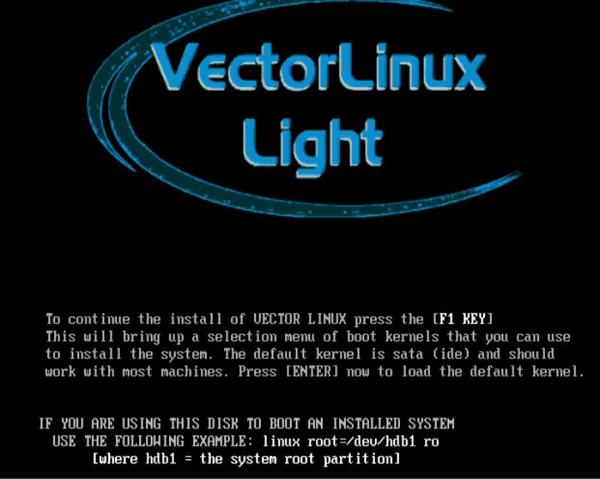 VectorLinux
Light
To continue the install of VECTOR LINUX press the [F1 KEY]
This will bring up a selection menu of boot kernels that you can use
to install the system. The default kernel is sata (ide) and should
work with most machines. Press [ENTER] now to load the default kernel.
IF YOU ARE USING THIS DISK TO BOOT AN INSTALLED SYSTEM
USE THE FOLLOWING EXAMPLE: linux root=/dev/hdb1 ro
[where hdb1 = the system root partition]